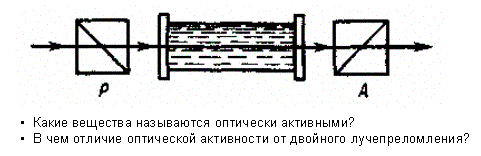 P A
• Какие вещества называются оптически активными?
• В чем отличие оптической активности от двойного лучепреломления?